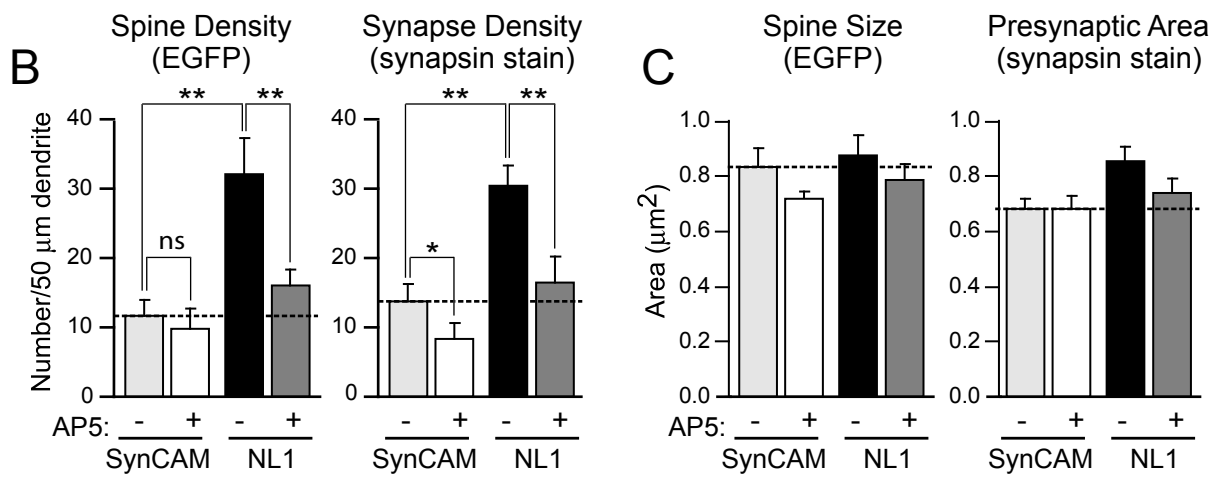 B
Spine Density
(EGFP)
Number/50 μm dendrite
40
30
20
10
0
** **
ns
AP5: - + - +
SynCAM NL1
Synapse Density
(synapsin stain)
40
30
20
10
0
** **
*
- + - +
SynCAM NL1
C
Spine Size
(EGFP)
Area (μm2)
1.0
0.8
0.6
0.4
0.2
0.0
AP5: - + - +
SynCAM NL1
Presynaptic Area
(synapsin stain)
1.0
0.8
0.6
0.4
0.2
0.0
- + - +
SynCAM NL1